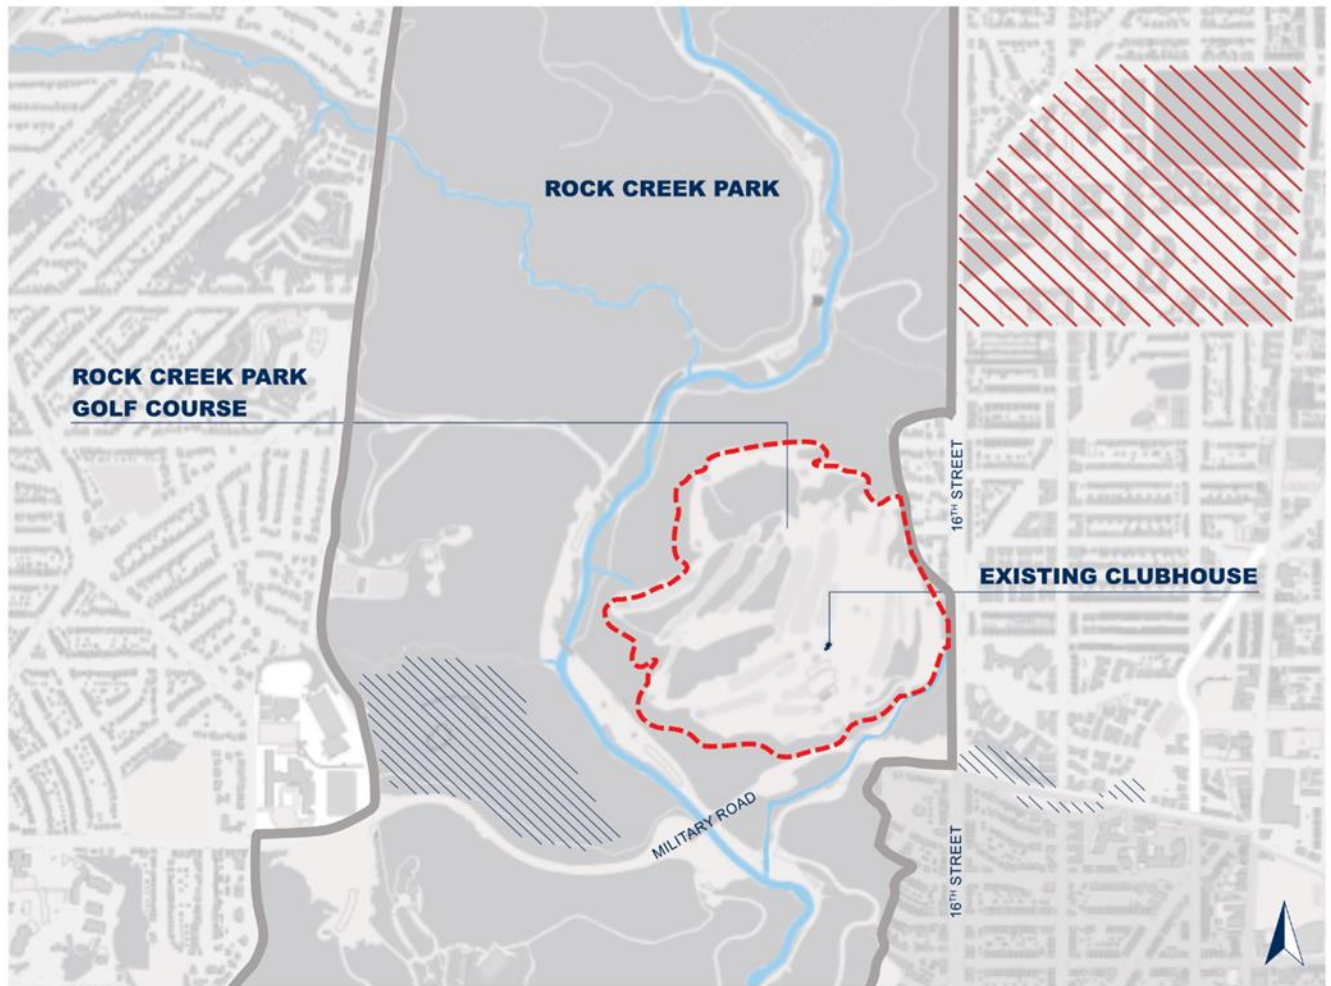 ROCK CREEK PARK
ROCK CREEK PARK
GOLF COURSE
16TH STREET
EXISTING CLUBHOUSE
MILITARY ROAD
16TH STREET